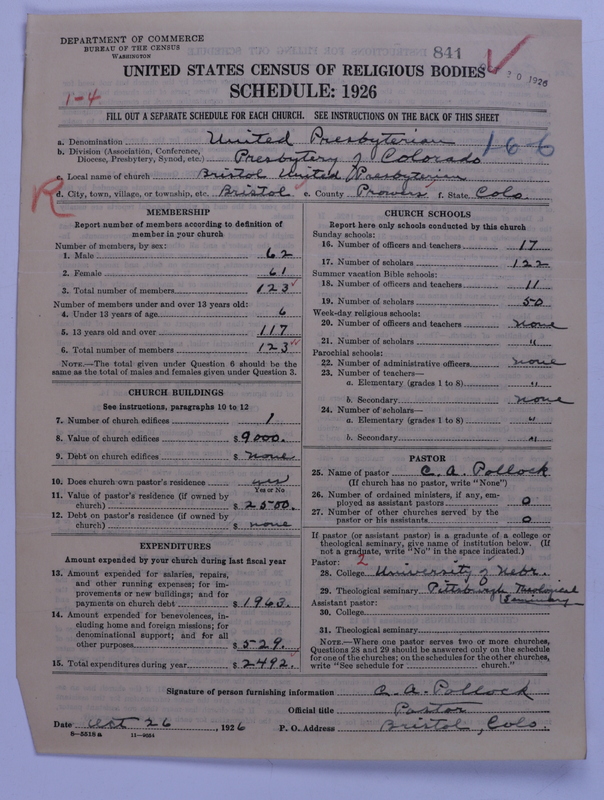 DEPARTMENT OF COMMERCE
BUREAU OF THE CENSUS
WASHINGTON
841
20 1926
UNITED STATES CENSUS OF RELIGIOUS BODIES
SCHEDULE: 1926
1-4
FILL OUT A SEPARATE SCHEDULE FOR EACH CHURCH. SEE INSTRUCTIONS ON THE BACK OF THIS SHEET
166
a. Denomination United Presbyterian
b. Division (Association, Conference, Diocese, Presbytery, Synod, etc.) Presbytery of Colorado
c. Local name of church Bristol United Presbyterian
R
d. City, town, village, or township, etc. Bristol e. County Prowers f. State Colo.
MEMBERSHIP
Report number of members according to definition of
member in your church
Number of members, by sex:
1. Male 62
2. Female 61
3. Total number of members 123
Number of members under and over 13 years old:
4. Under 13 years of age 6
5. 13 years old and over 117
6. Total number of members 123
NOTE.—The total given under Question 6 should be the
same as the total of males and females given under Question 3.
CHURCH BUILDINGS
See instructions, paragraphs 10 to 12
7. Number of church edifices 1
8. Value of church edifices $ 9000.
9. Debt on church edifices $ none
10. Does church own pastor's residence yes
Yes or No
11. Value of pastor's residence (if owned by
church) $ 2500.
12. Debt on pastor's residence (if owned by
church) $ none
EXPENDITURES
Amount expended by your church during last fiscal year
13. Amount expended for salaries, repairs,
and other running expenses; for im-
provements or new buildings; and for
payments on church debt $ 1963.
14. Amount expended for benevolences, in-
cluding home and foreign missions; for
denominational support; and for all
other purposes $ 529.
15. Total expenditures during year $ 2492.
CHURCH SCHOOLS
Report here only schools conducted by this church
Sunday schools:
16. Number of officers and teachers 17
17. Number of scholars 122
Summer vacation Bible schools:
18. Number of officers and teachers 11
19. Number of scholars 50
Week-day religious schools:
20. Number of officers and teachers none
21. Number of scholars "
Parochial schools:
22. Number of administrative officers none
23. Number of teachers—
a. Elementary (grades 1 to 8) "
b. Secondary none
24. Number of scholars—
a. Elementary (grades 1 to 8) "
b. Secondary "
PASTOR
25. Name of pastor C. A. Pollock
(If church has no pastor, write "None")
26. Number of ordained ministers, if any, em-
ployed as assistant pastors 0
27. Number of other churches served by the
pastor or his assistants 0
If pastor (or assistant pastor) is a graduate of a college or
theological seminary, give name of institution below. (If
not a graduate, write "No" in the space indicated.)
Pastor: 2
28. College University of Nebr.
29. Theological seminary Pittsburgh Theological
Seminary
Assistant pastor:
30. College
31. Theological seminary
NOTE.—Where one pastor serves two or more churches,
Questions 28 and 29 should be answered only on the schedule
for one of the churches; on the schedules for the other churches,
write "See schedule for church."
Signature of person furnishing information C. A. Pollock
Official title Pastor
Date Oct 26, 1926 P. O. Address Bristol, Colo.
8-5518a 11-9034